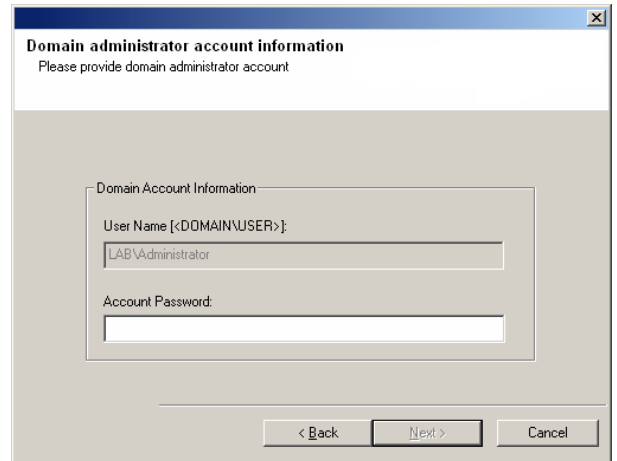 Domain administrator account information
Please provide domain administrator account
Domain Account Information
User Name [<DOMAIN\USER>]:
LAB\Administrator
Account Password:
< Back
Next >
Cancel